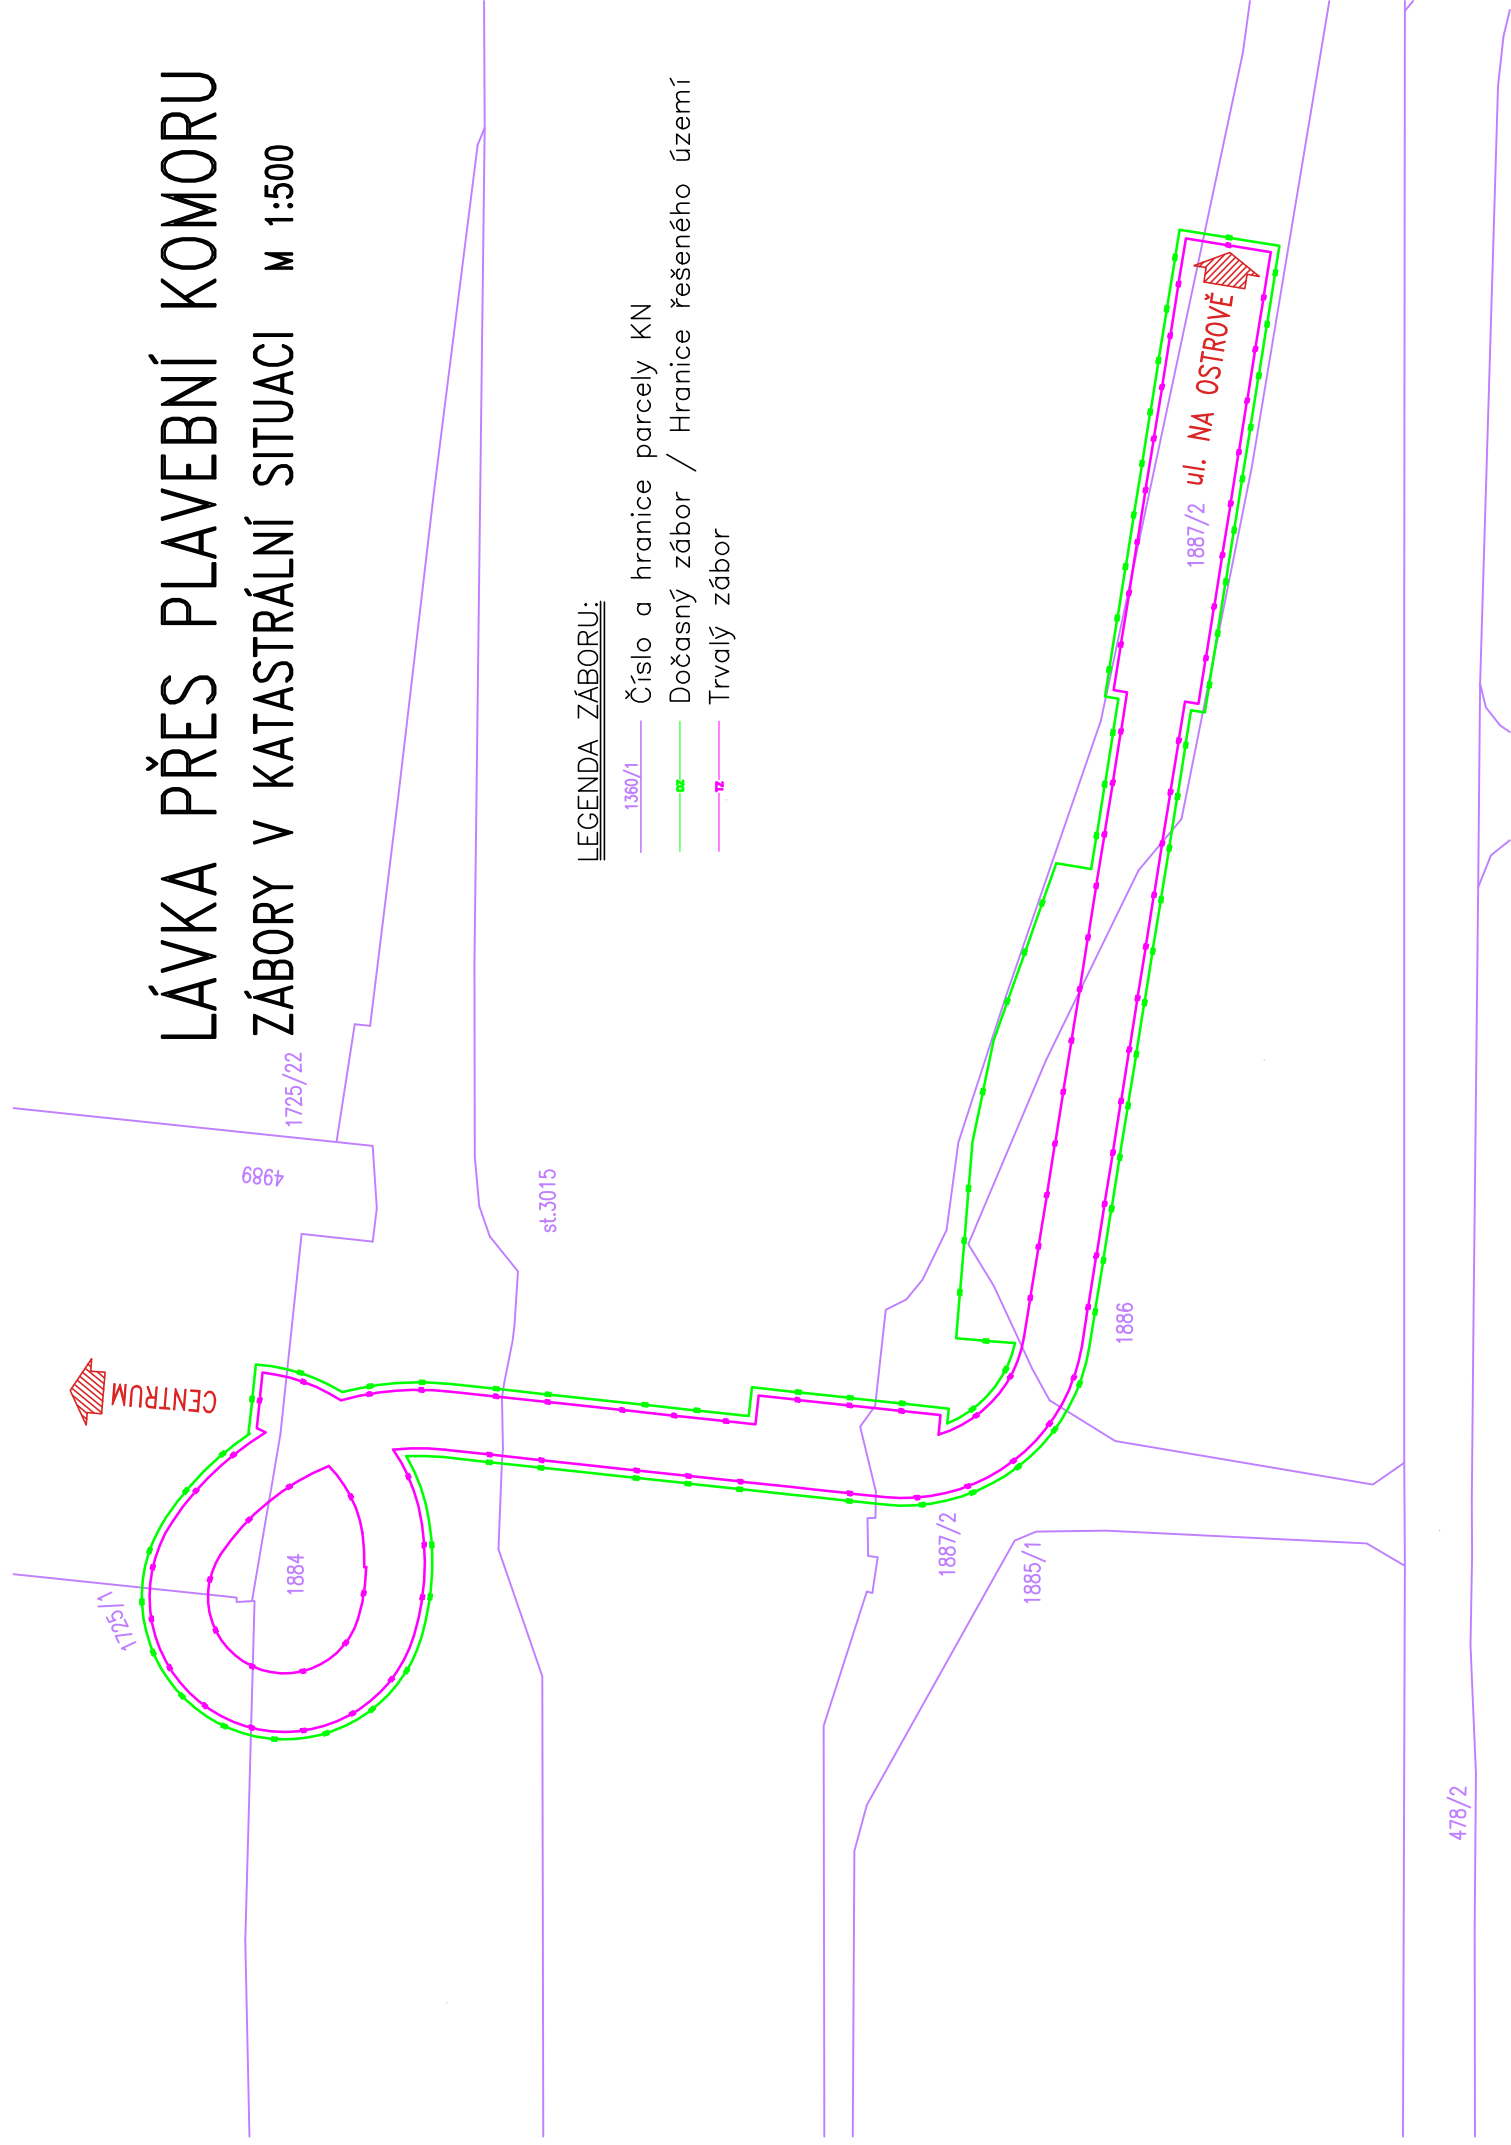 LÁVKA PŘES PLAVEBNÍ KOMORU
ZÁBORY V KATASTRÁLNÍ SITUACI M 1:500
LEGENDA ZÁBORU:
1360/1 Číslo a hranice parcely KN
DZ Dočasný zábor / Hranice řešeného území
TZ Trvalý zábor
CENTRUM
1725/1
1884
4989
1725/22
st.3015
1887/2
1885/1
1886
1887/2
ul. NA OSTROVĚ
478/2